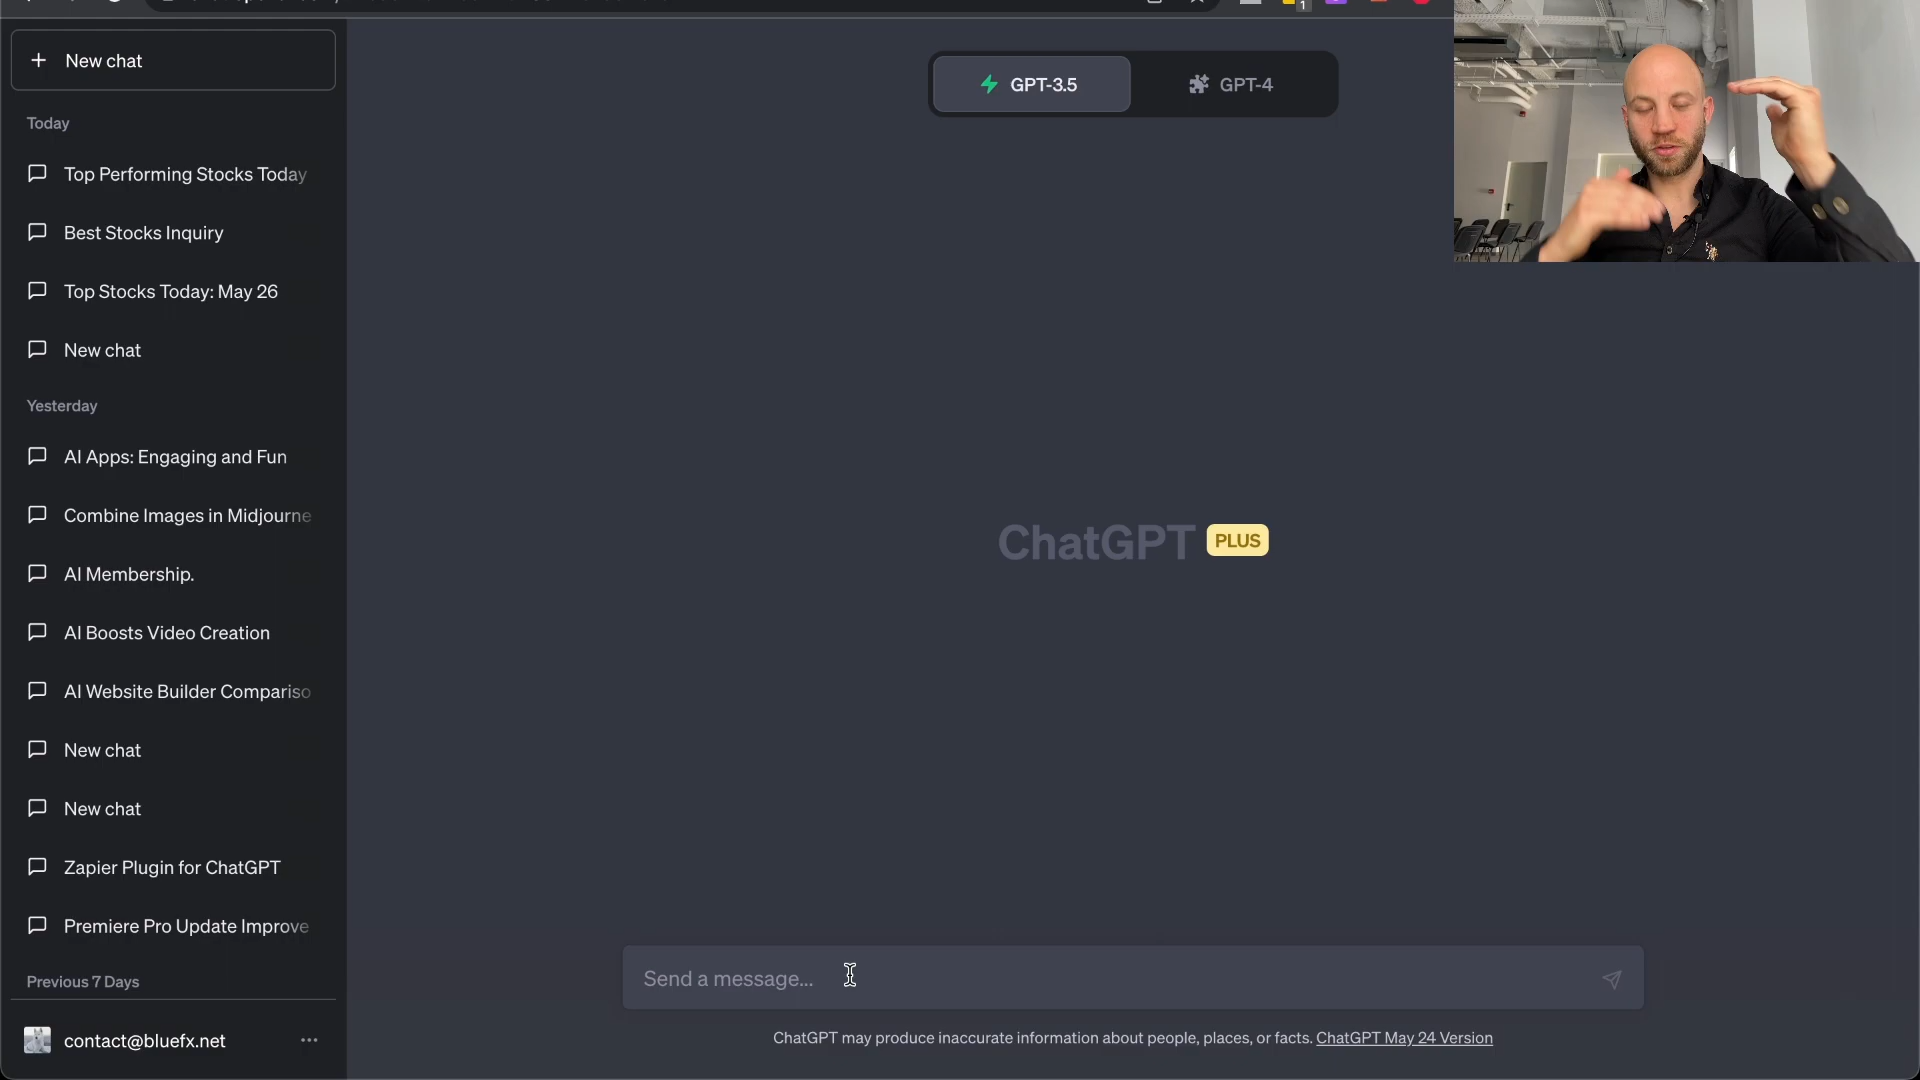 New chat
Today
Top Performing Stocks Today
Best Stocks Inquiry
Top Stocks Today: May 26
New chat
Yesterday
AI Apps: Engaging and Fun
Combine Images in Midjourne
AI Membership.
AI Boosts Video Creation
AI Website Builder Compariso
New chat
New chat
Zapier Plugin for ChatGPT
Premiere Pro Update Improve
Previous 7 Days
contact@bluefx.net
1
GPT-3.5
GPT-4
ChatGPT PLUS
Send a message...
ChatGPT may produce inaccurate information about people, places, or facts. ChatGPT May 24 Version